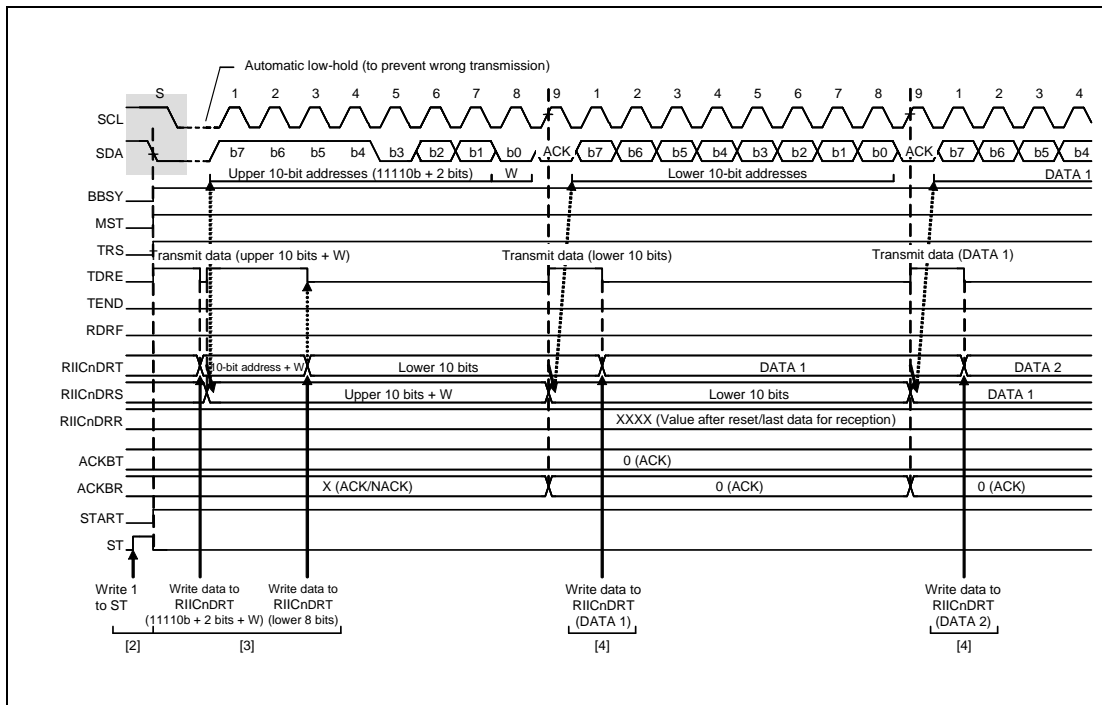 Automatic low-hold (to prevent wrong transmission)
S 1 2 3 4 5 6 7 8 9 1 2 3 4 5 6 7 8 9 1 2 3 4
SCL
SDA b7 b6 b5 b4 b3 b2 b1 b0 ACK b7 b6 b5 b4 b3 b2 b1 b0 ACK b7 b6 b5 b4
Upper 10-bit addresses (11110b + 2 bits) W Lower 10-bit addresses DATA 1
BBSY
MST
TRS
Transmit data (upper 10 bits + W) Transmit data (lower 10 bits) Transmit data (DATA 1)
TDRE
TEND
RDRF
RIICnDRT 10-bit address + W Lower 10 bits DATA 1 DATA 2
RIICnDRS Upper 10 bits + W Lower 10 bits DATA 1
RIICnDRR XXXX (Value after reset/last data for reception)
ACKBT 0 (ACK)
ACKBR X (ACK/NACK) 0 (ACK) 0 (ACK)
START
ST
Write 1 Write data to Write data to Write data to Write data to
to ST RIICnDRT RIICnDRT RIICnDRT RIICnDRT
(11110b + 2 bits + W) (lower 8 bits) (DATA 1) (DATA 2)
[2] [3] [4] [4]